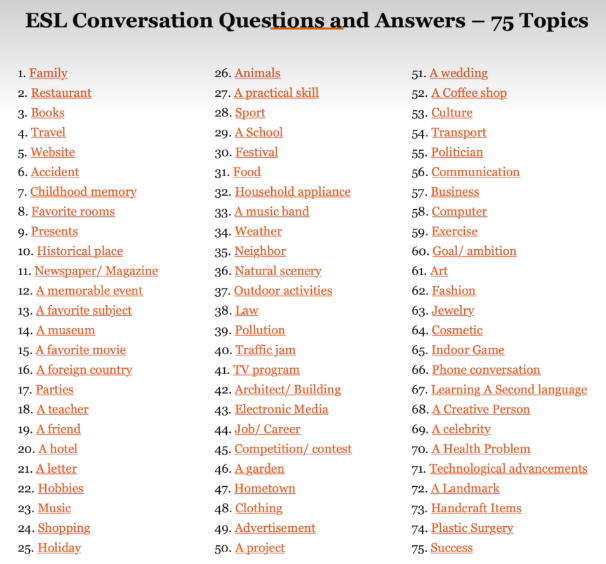 ESL Conversation Questions and Answers – 75 Topics
1. Family
2. Restaurant
3. Books
4. Travel
5. Website
6. Accident
7. Childhood memory
8. Favorite rooms
9. Presents
10. Historical place
11. Newspaper/ Magazine
12. A memorable event
13. A favorite subject
14. A museum
15. A favorite movie
16. A foreign country
17. Parties
18. A teacher
19. A friend
20. A hotel
21. A letter
22. Hobbies
23. Music
24. Shopping
25. Holiday
26. Animals
27. A practical skill
28. Sport
29. A School
30. Festival
31. Food
32. Household appliance
33. A music band
34. Weather
35. Neighbor
36. Natural scenery
37. Outdoor activities
38. Law
39. Pollution
40. Traffic jam
41. TV program
42. Architect/ Building
43. Electronic Media
44. Job/ Career
45. Competition/ contest
46. A garden
47. Hometown
48. Clothing
49. Advertisement
50. A project
51. A wedding
52. A Coffee shop
53. Culture
54. Transport
55. Politician
56. Communication
57. Business
58. Computer
59. Exercise
60. Goal/ ambition
61. Art
62. Fashion
63. Jewelry
64. Cosmetic
65. Indoor Game
66. Phone conversation
67. Learning A Second language
68. A Creative Person
69. A celebrity
70. A Health Problem
71. Technological advancements
72. A Landmark
73. Handcraft Items
74. Plastic Surgery
75. Success